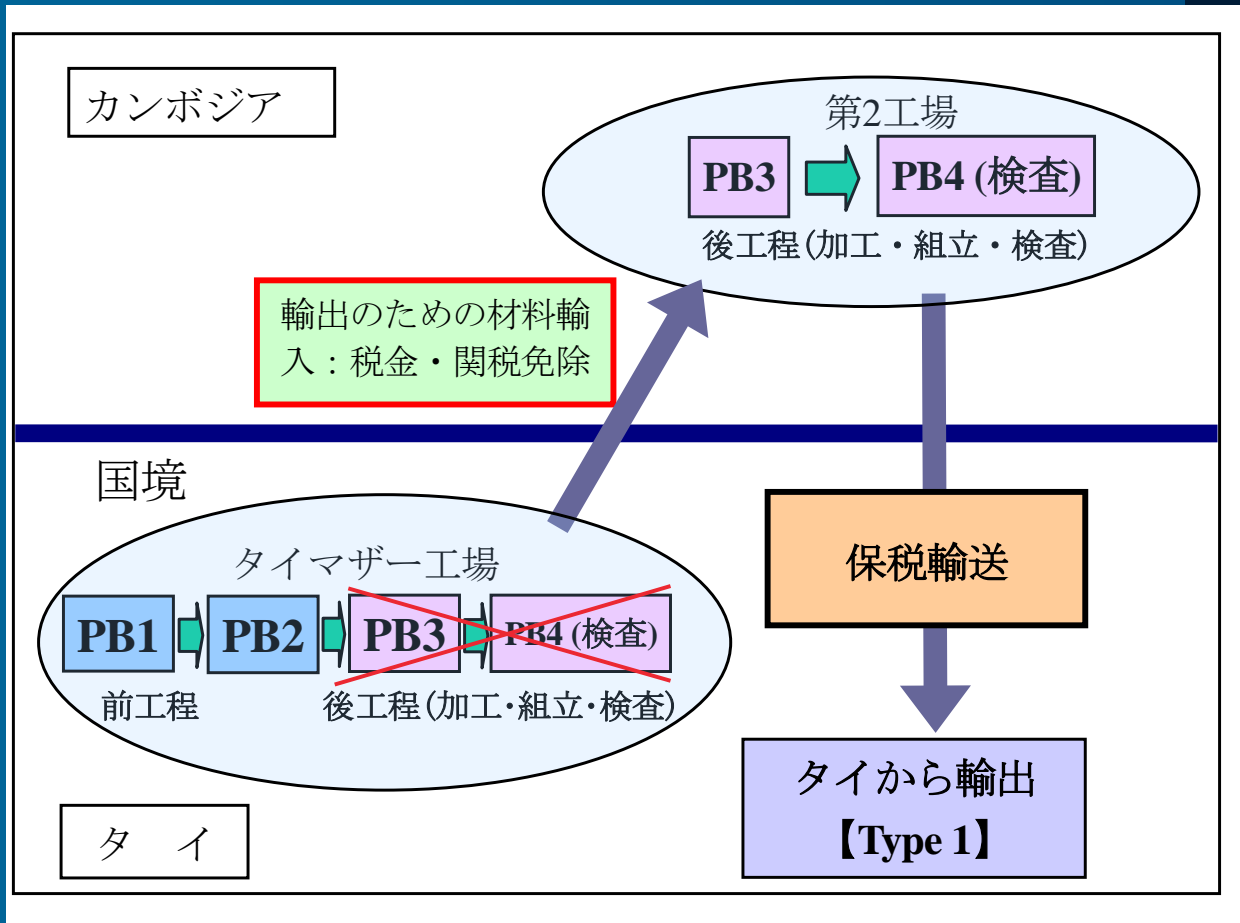 カンボジア
第2工場
PB3
PB4 (検査)
後工程(加工・組立・検査)
輸出のための材料輸
入：税金・関税免除
国境
タイマザー工場
PB1
PB2
PB3
PB4 (検査)
前工程
後工程(加工・組立・検査)
保税輸送
タイから輸出
【Type 1】
タ　イ